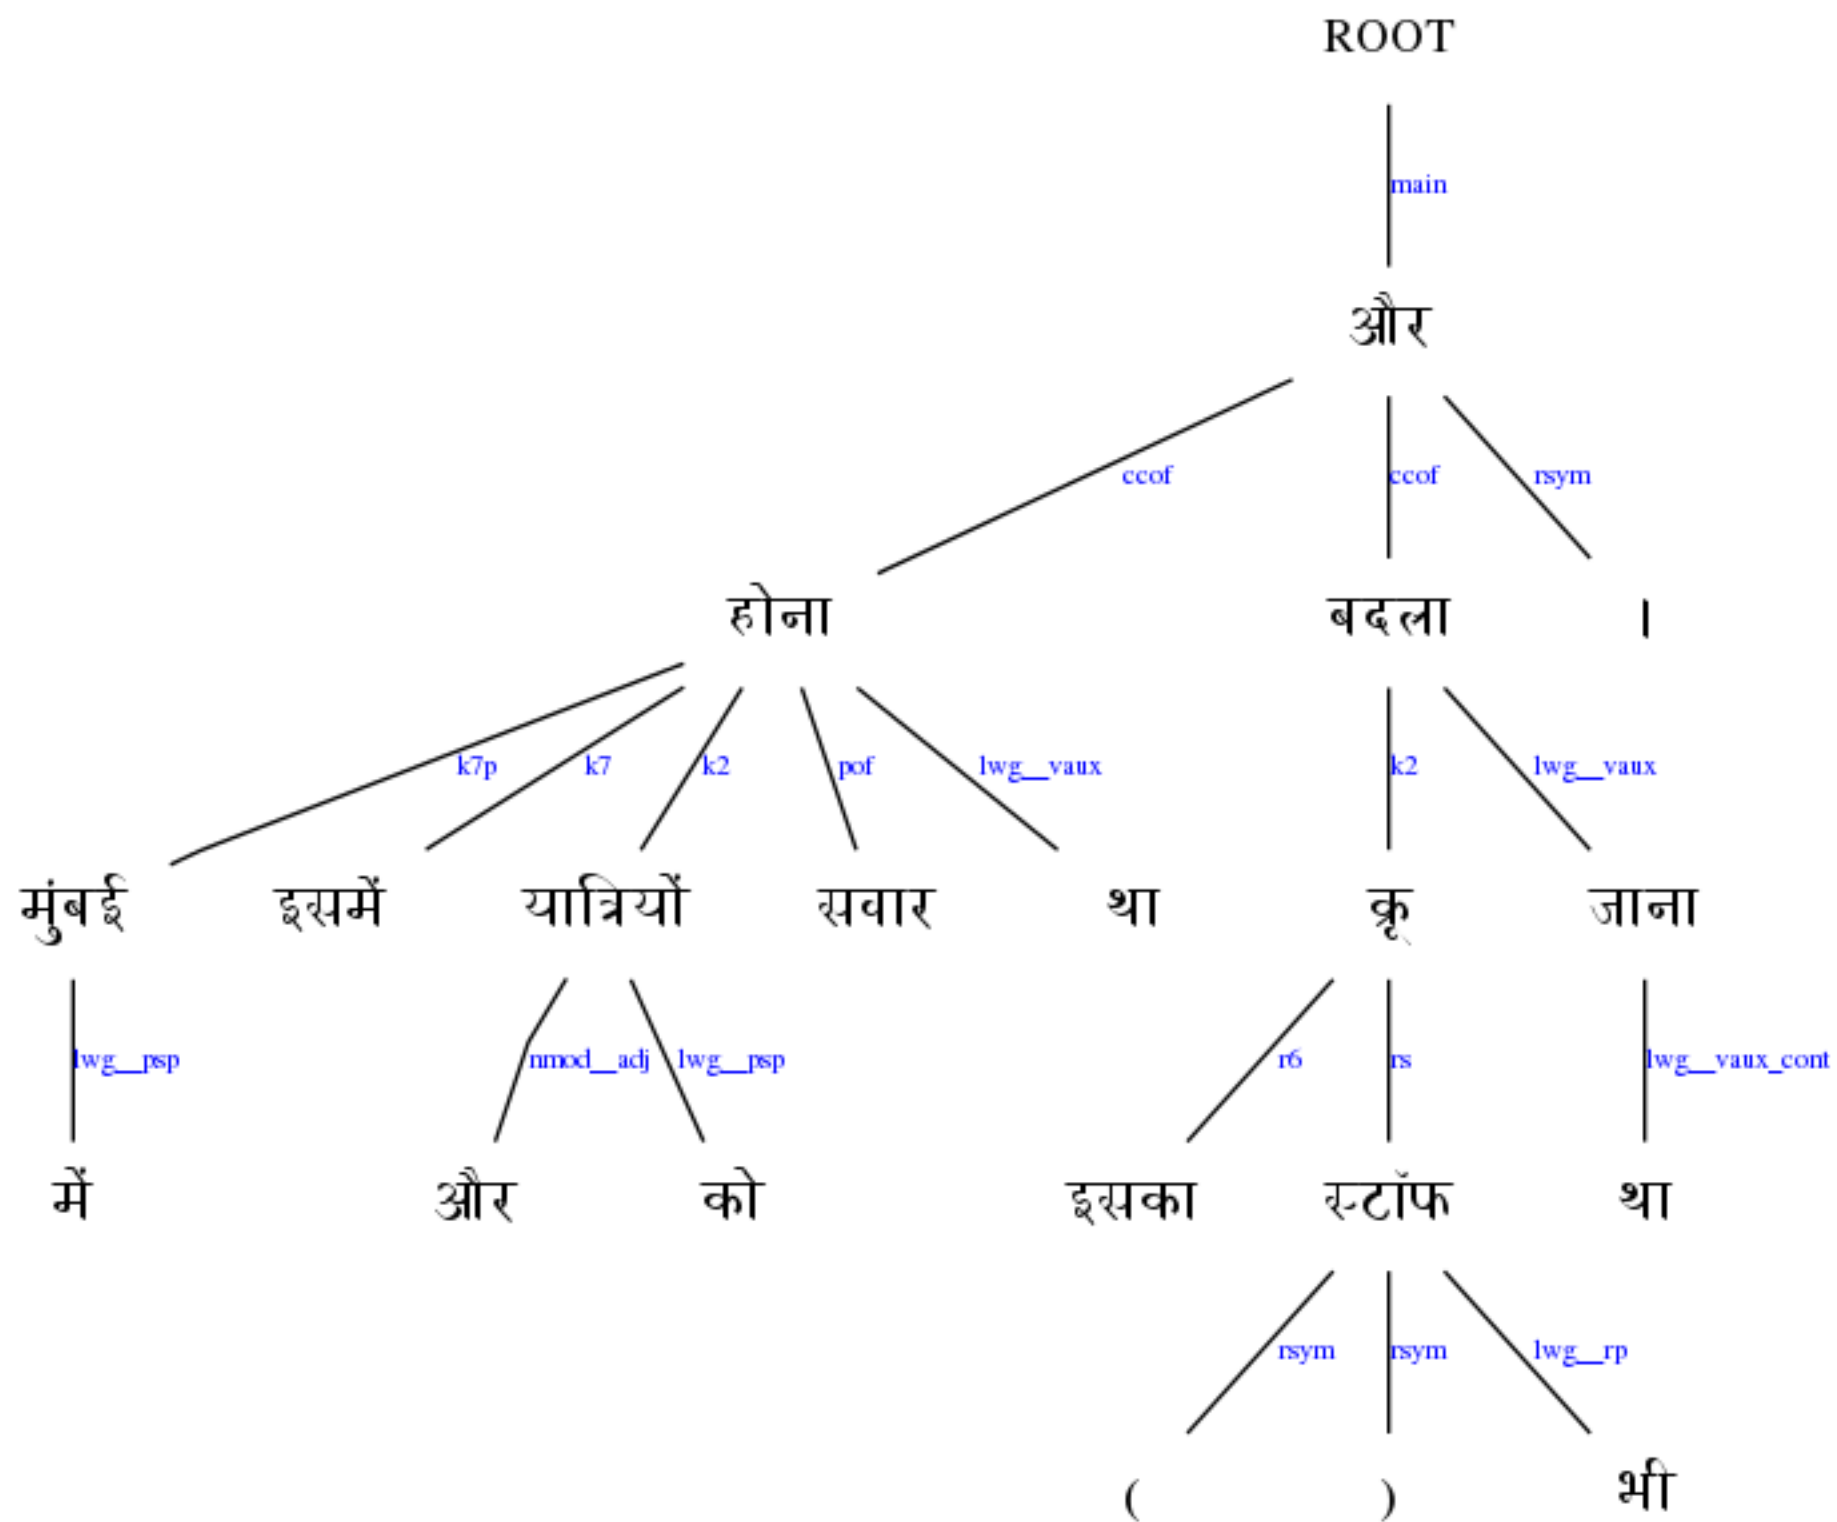 ROOT
main
और
ccof ccof rsym
होना बदला ।
k7p k7 k2 pof lwg__vaux k2 lwg__vaux
मुंबई इसमें यात्रियों सवार था क्रू जाना
lwg__psp nmod__adj lwg__psp r6 rs lwg__vaux_cont
में और को इसका स्टॉफ था
rsym rsym lwg__rp
( ) भी